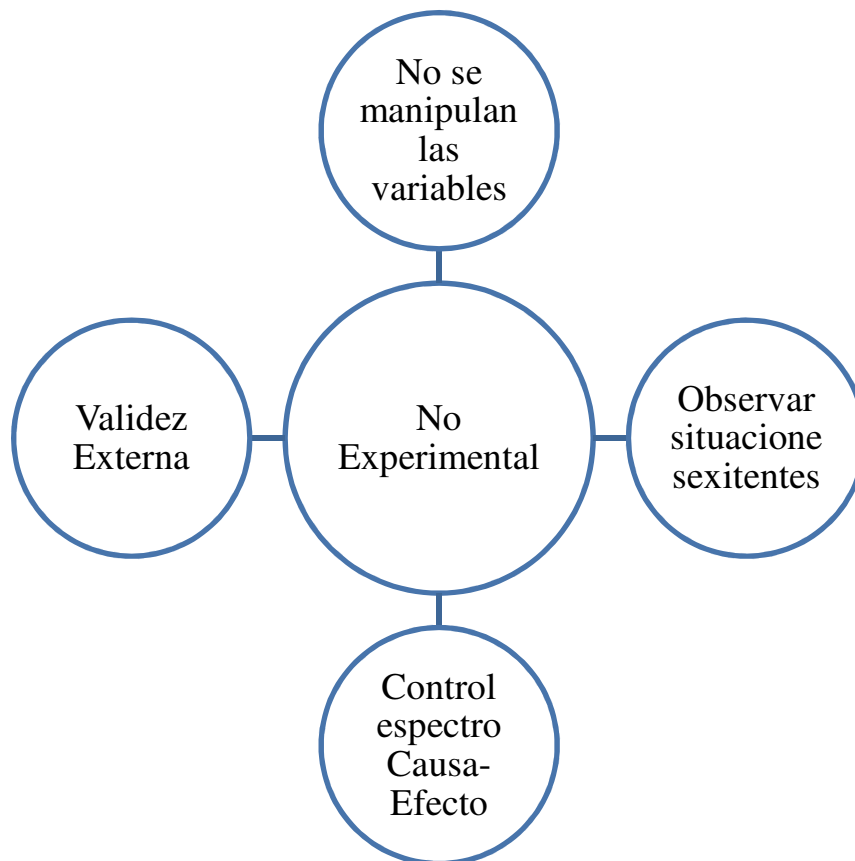 No se
manipulan
las
variables
Validez
Externa
No
Experimental
Observar
situacione
sexitentes
Control
espectro
Causa-
Efecto